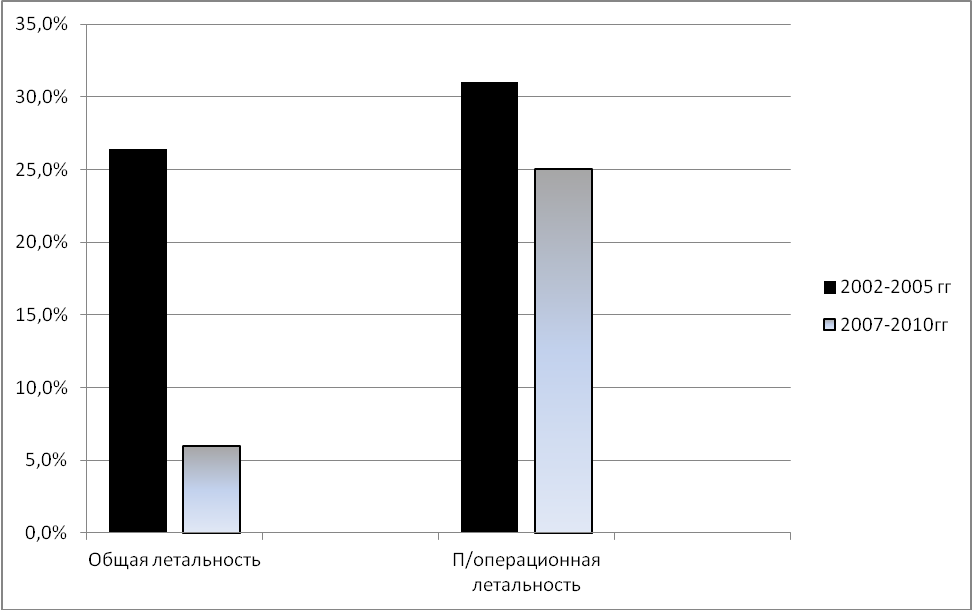 35,0%
30,0%
25,0%
20,0%
15,0%
10,0%
5,0%
0,0%
Общая летальность
П/операционная
летальность
2002-2005 гг
2007-2010гг